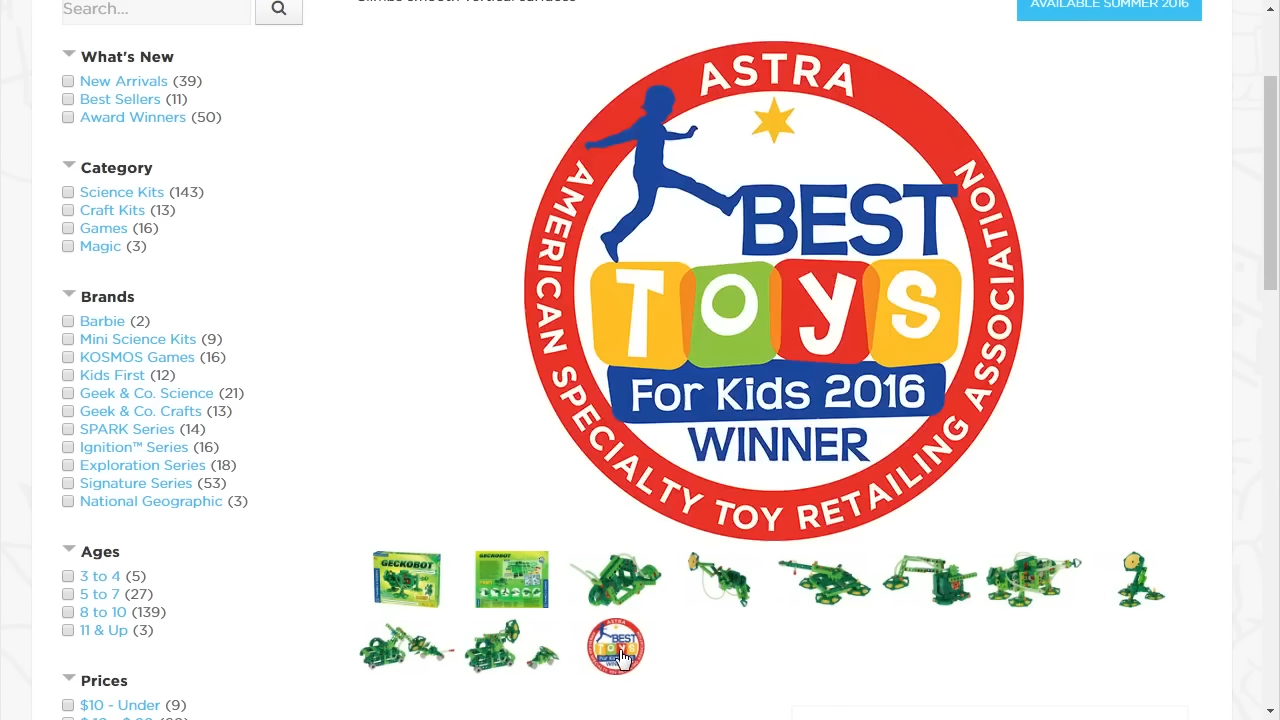 Search...
AVAILABLE SUMMER 2016
What's New
New Arrivals (39)
Best Sellers (11)
Award Winners (50)
Category
Science Kits (143)
Craft Kits (13)
Games (16)
Magic (3)
Brands
Barbie (2)
Mini Science Kits (9)
KOSMOS Games (16)
Kids First (12)
Geek & Co. Science (21)
Geek & Co. Crafts (13)
SPARK Series (14)
Ignition™ Series (16)
Exploration Series (18)
Signature Series (53)
National Geographic (3)
Ages
3 to 4 (5)
5 to 7 (27)
8 to 10 (139)
11 & Up (3)
Prices
$10 - Under (9)
ASTRA
AMERICAN SPECIALTY TOY RETAILING ASSOCIATION
BEST
TOYS
For Kids 2016
WINNER
GECKOBOT
GECKOBOT
ASTRA
BEST
TOYS